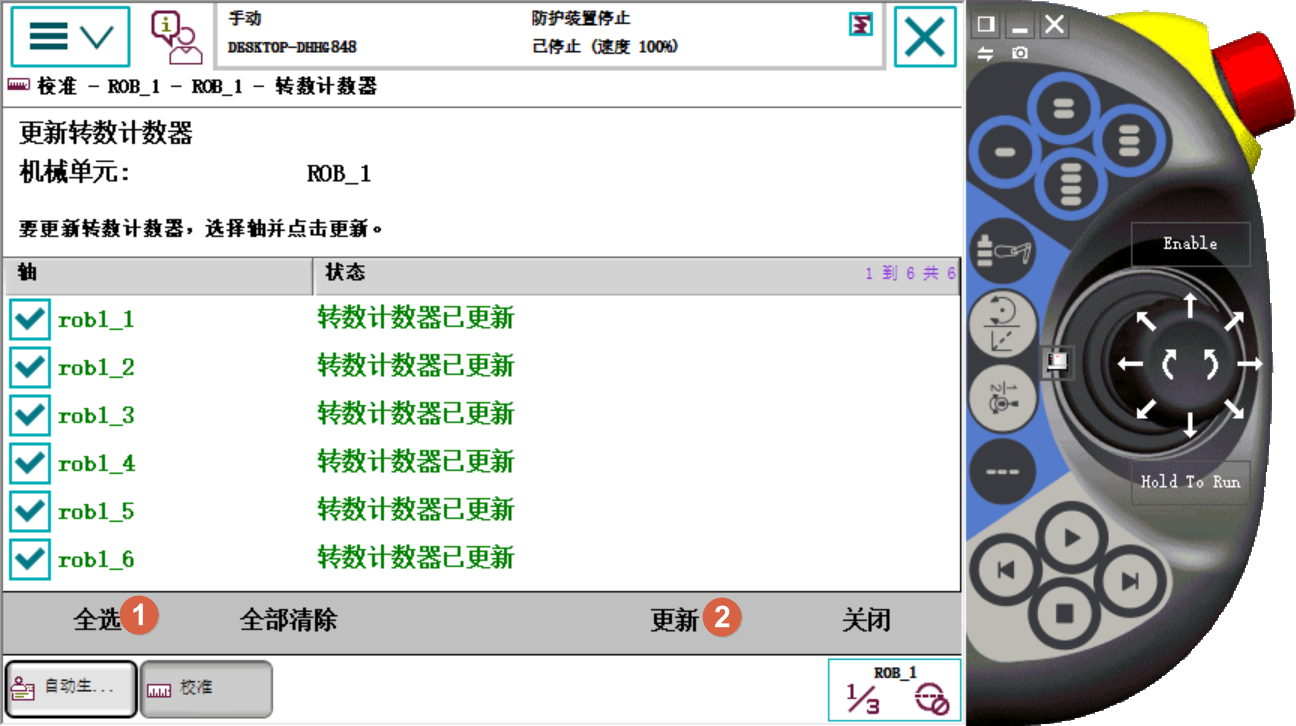 手动
防护装置停止
DESKTOP-DHHG848
已停止 (速度 100%)
校准 - ROB_1 - ROB_1 - 转数计数器
更新转数计数器
机械单元: ROB_1
要更新转数计数器，选择轴并点击更新。
轴 状态 1 到 6 共 6
rob1_1 转数计数器已更新
rob1_2 转数计数器已更新
rob1_3 转数计数器已更新
rob1_4 转数计数器已更新
rob1_5 转数计数器已更新
rob1_6 转数计数器已更新
全选 1 全部清除 更新 2 关闭
自动生... 校准
ROB_1
1/3
Enable
Hold To Run